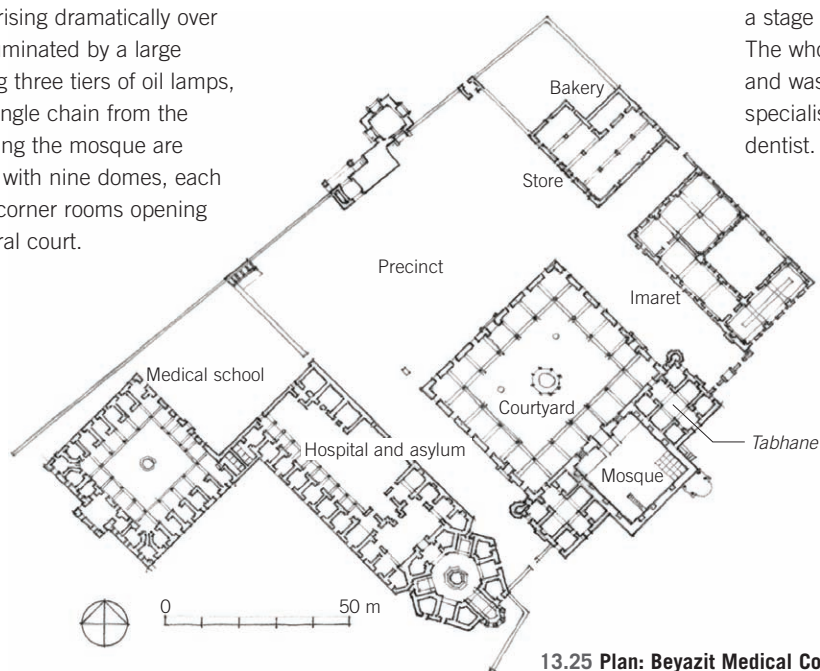 rising dramatically over
uminated by a large
g three tiers of oil lamps,
ingle chain from the
ing the mosque are
with nine domes, each
corner rooms opening
ral court.
a stage
The who
and was
specialis
dentist.
Bakery
Store
Precinct
Imaret
Medical school
Courtyard
Hospital and asylum
Tabhane
Mosque
0 50 m
13.25 Plan: Beyazit Medical Co